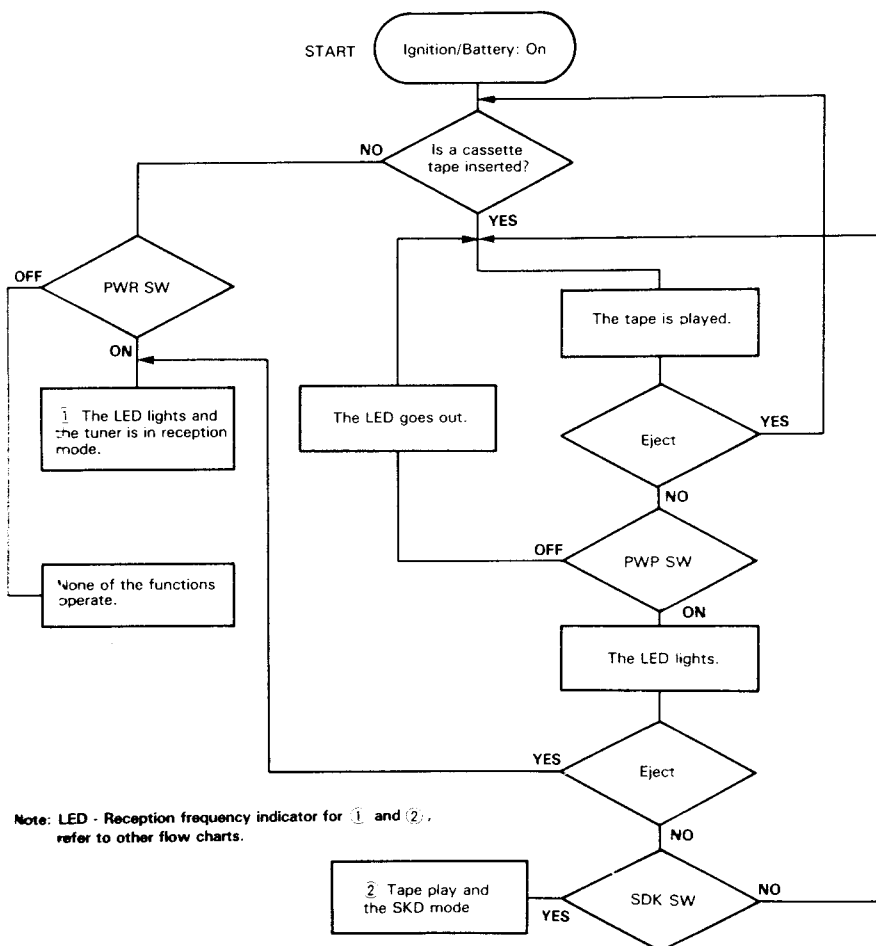 START
Ignition/Battery: On
Is a cassette
tape inserted?
NO
YES
OFF
PWR SW
ON
1 The LED lights and
the tuner is in reception
mode.
None of the functions
operate.
The LED goes out.
The tape is played.
Eject
YES
NO
OFF
PWP SW
ON
The LED lights.
YES
Eject
NO
Note: LED - Reception frequency indicator for ① and ②,
refer to other flow charts.
② Tape play and
the SKD mode
YES
SDK SW
NO